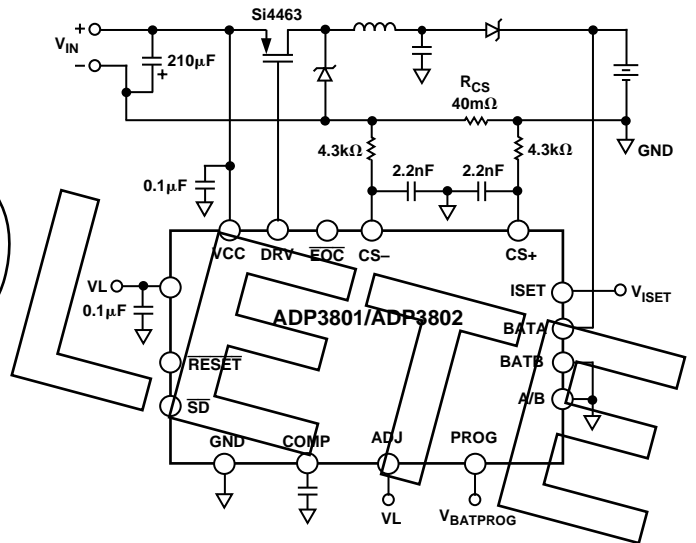 Si4463
+
VIN
−
210μF
+
RCS
40mΩ
4.3kΩ
4.3kΩ
GND
2.2nF
2.2nF
0.1μF
VCC
DRV
EOC
CS−
CS+
VL
0.1μF
ISET
VISET
ADP3801/ADP3802
BATA
BATB
RESET
A/B
SD
GND
COMP
ADJ
PROG
VL
VBATPROG
LETE